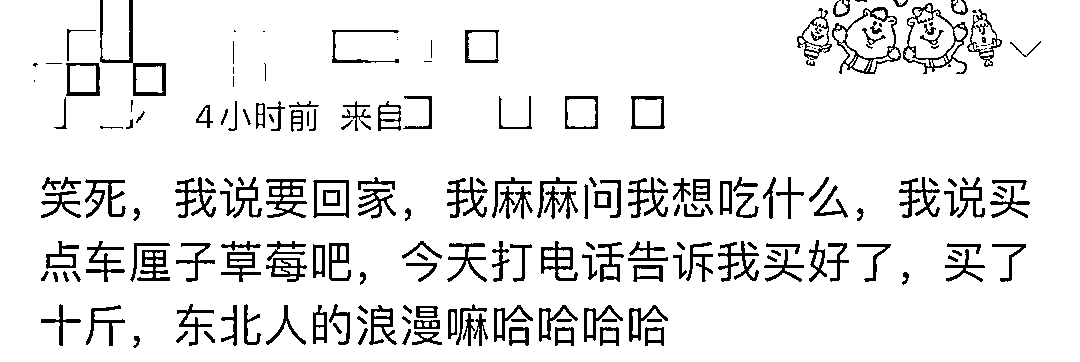 4小时前 来自
笑死，我说要回家，我麻麻问我想吃什么，我说买
点车厘子草莓吧，今天打电话告诉我买好了，买了
十斤，东北人的浪漫嘛哈哈哈哈